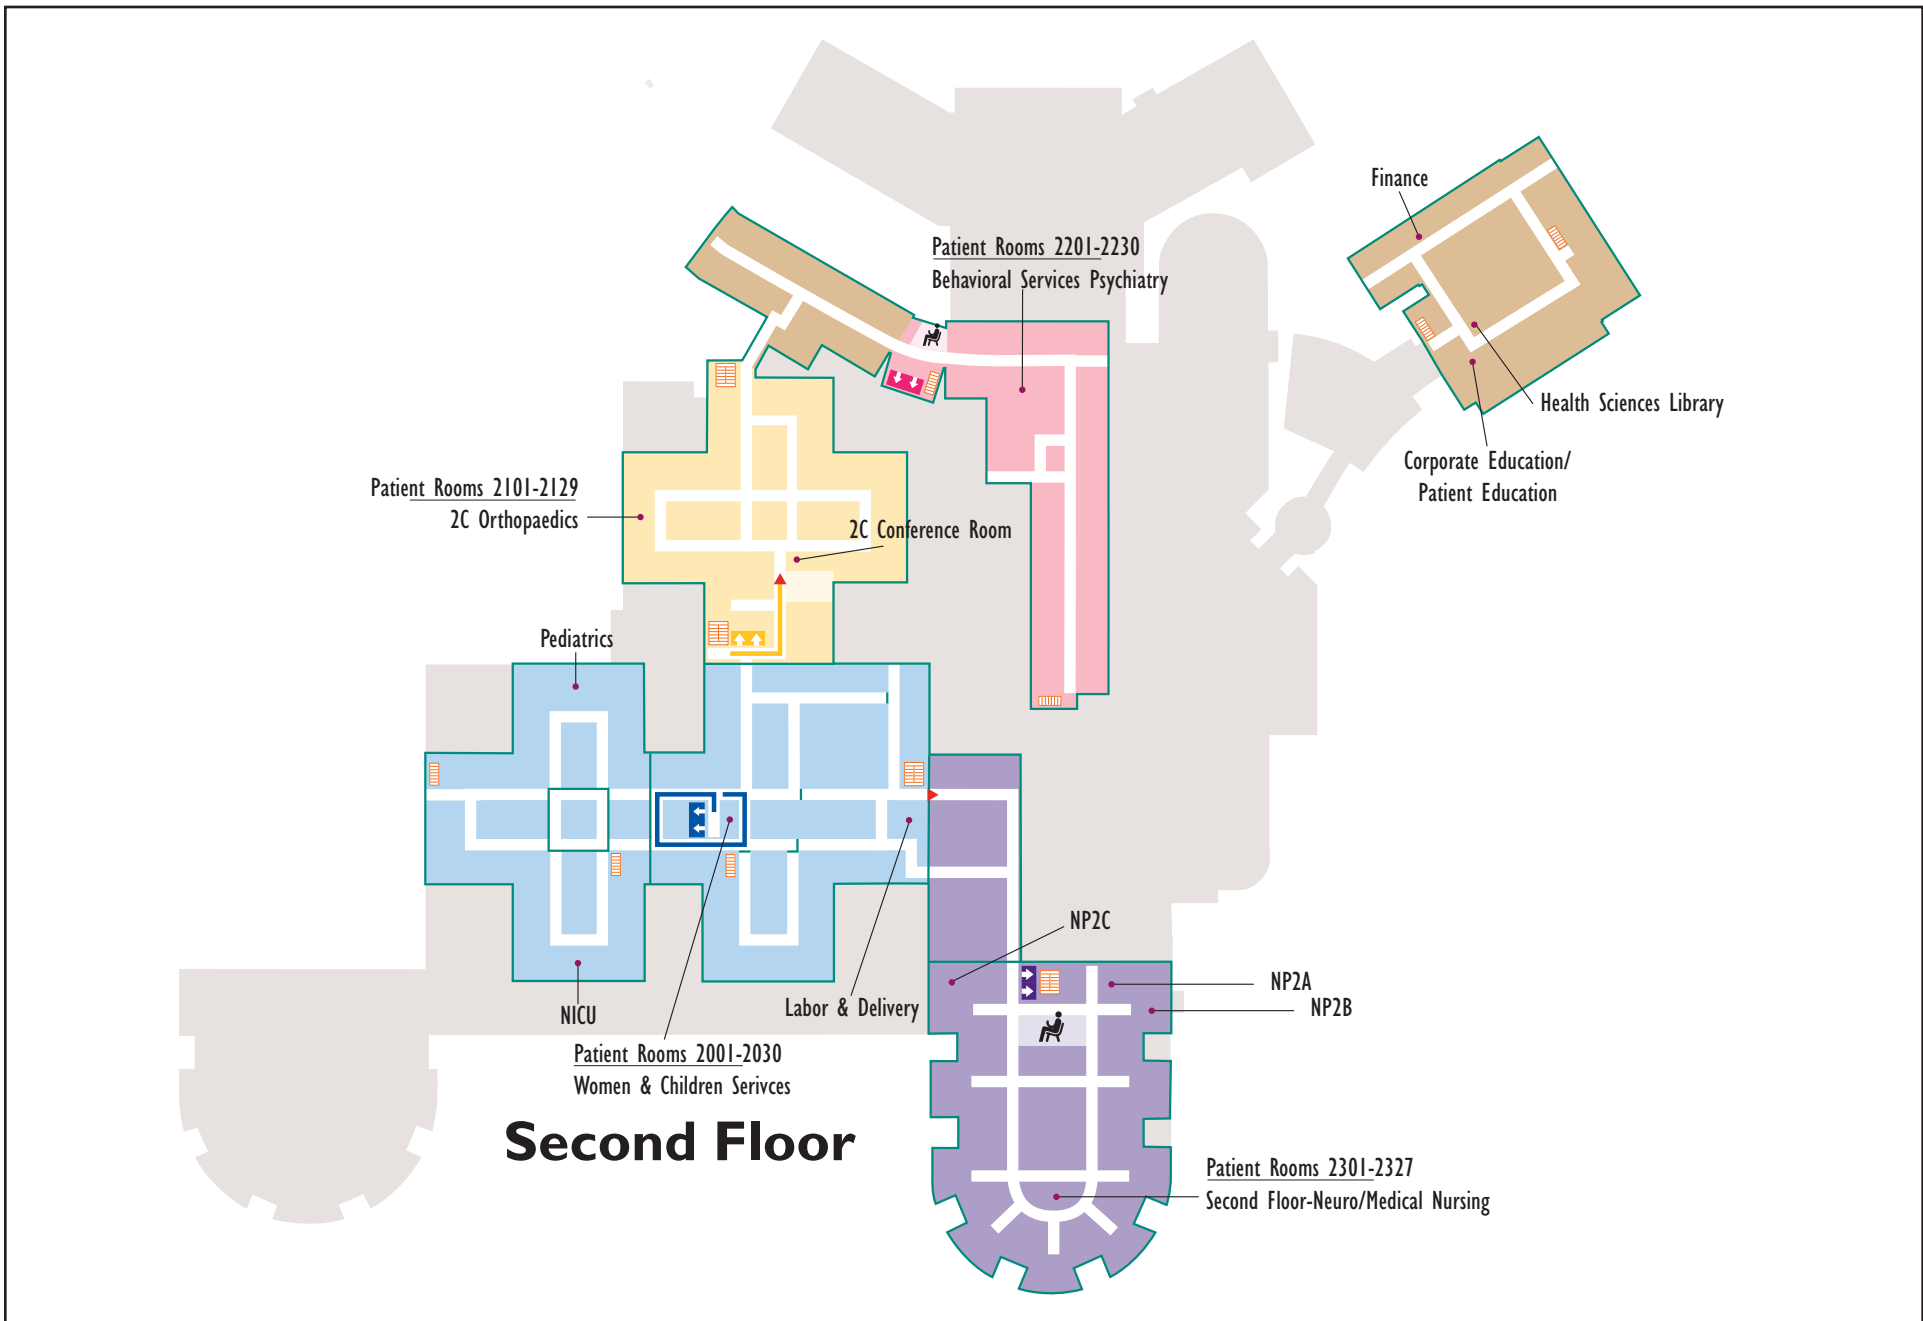 Finance
Patient Rooms 2201-2230
Behavioral Services Psychiatry
Health Sciences Library
Corporate Education/
Patient Education
Patient Rooms 2101-2129
2C Orthopaedics
2C Conference Room
Pediatrics
NP2C
NP2A
NP2B
NICU
Labor & Delivery
Patient Rooms 2001-2030
Women & Children Serivces
Second Floor
Patient Rooms 2301-2327
Second Floor-Neuro/Medical Nursing